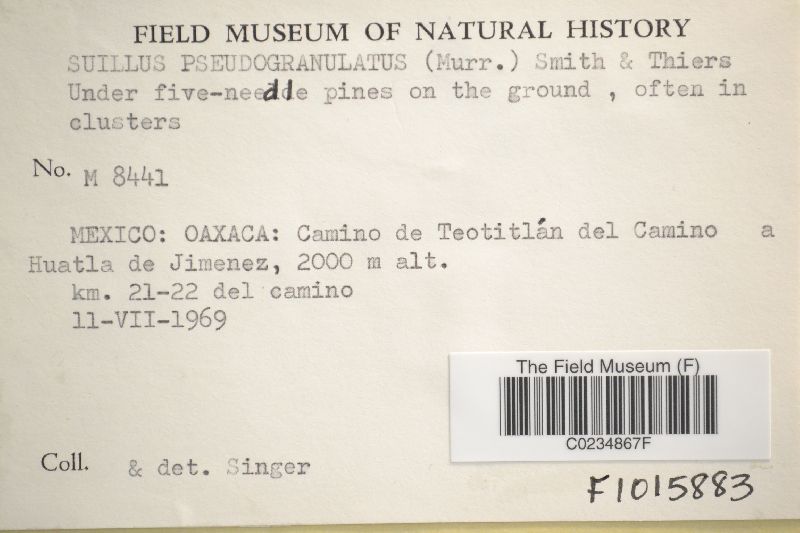 FIELD MUSEUM OF NATURAL HISTORY
SUILLUS PSEUDOGRANULATUS (Murr.) Smith & Thiers
Under five-needle pines on the ground , often in
clusters
No. M 8441
MEXICO: OAXACA: Camino de Teotitlán del Camino a
Huatla de Jimenez, 2000 m alt.
km. 21-22 del camino
11-VII-1969
The Field Museum (F)
C0234867F
Coll. & det. Singer
F1015883